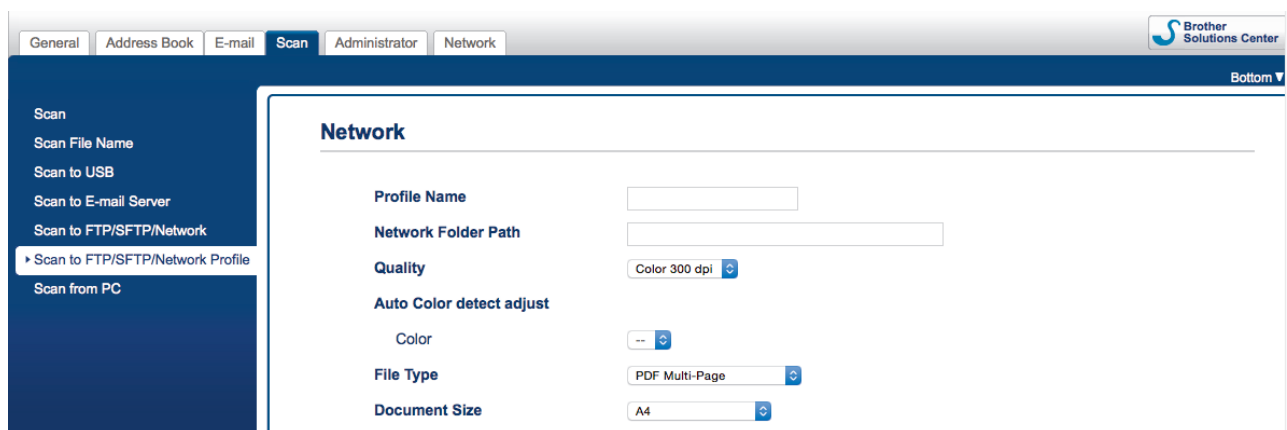 General Address Book E-mail Scan Administrator Network
Brother
Solutions Center
Bottom▼
Scan
Scan File Name
Scan to USB
Scan to E-mail Server
Scan to FTP/SFTP/Network
Scan to FTP/SFTP/Network Profile
Scan from PC
Network
Profile Name
Network Folder Path
Quality Color 300 dpi
Auto Color detect adjust
Color --
File Type PDF Multi-Page
Document Size A4